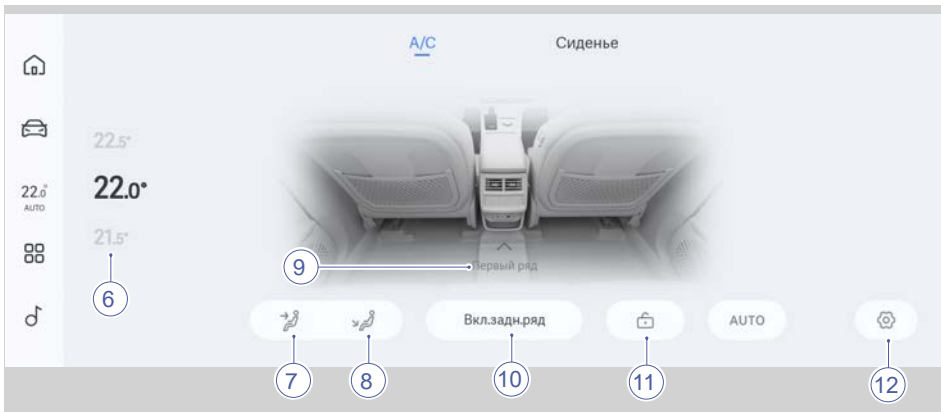 A/C Сиденье
22.5°
22.0°
22.0°
AUTO
21.5°
6
9
Первый ряд
Вкл.задн.ряд
AUTO
7
8
10
11
12